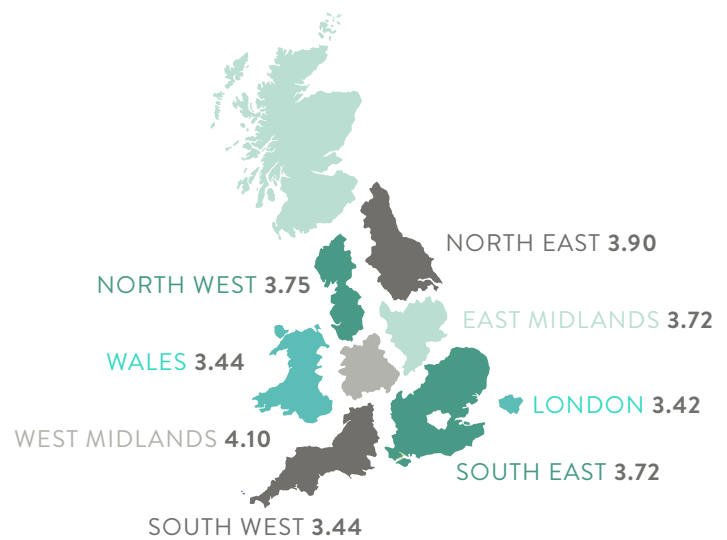 NORTH EAST 3.90
NORTH WEST 3.75
EAST MIDLANDS 3.72
WALES 3.44
LONDON 3.42
WEST MIDLANDS 4.10
SOUTH EAST 3.72
SOUTH WEST 3.44